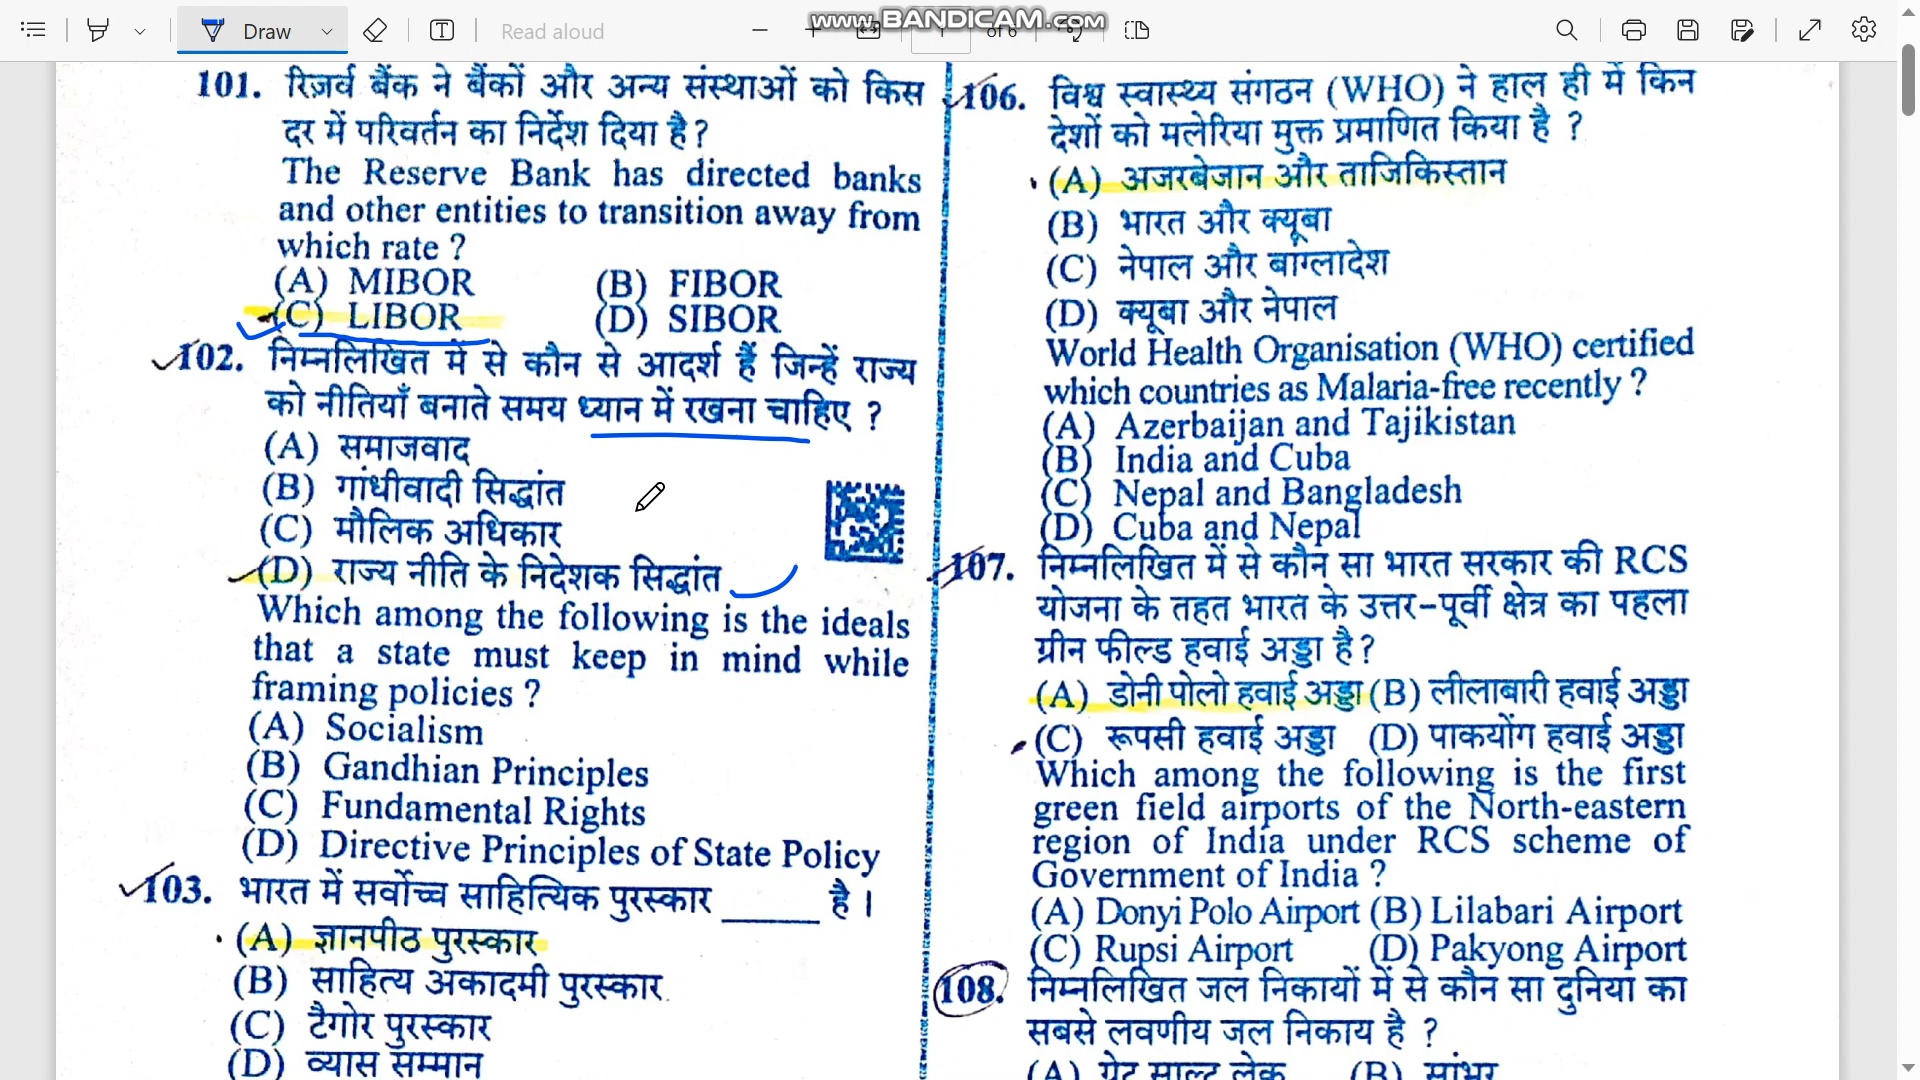 Draw
Read aloud
www.BANDICAM.com
1
of 6
101. रिज़र्व बैंक ने बैंकों और अन्य संस्थाओं को किस
दर में परिवर्तन का निर्देश दिया है?
The Reserve Bank has directed banks
and other entities to transition away from
which rate ?
(A) MIBOR (B) FIBOR
(C) LIBOR (D) SIBOR
102. निम्नलिखित में से कौन से आदर्श हैं जिन्हें राज्य
को नीतियाँ बनाते समय ध्यान में रखना चाहिए ?
(A) समाजवाद
(B) गांधीवादी सिद्धांत
(C) मौलिक अधिकार
(D) राज्य नीति के निदेशक सिद्धांत
Which among the following is the ideals
that a state must keep in mind while
framing policies ?
(A) Socialism
(B) Gandhian Principles
(C) Fundamental Rights
(D) Directive Principles of State Policy
103. भारत में सर्वोच्च साहित्यिक पुरस्कार ______ है ।
(A) ज्ञानपीठ पुरस्कार
(B) साहित्य अकादमी पुरस्कार
(C) टैगोर पुरस्कार
(D) व्यास सम्मान
106. विश्व स्वास्थ्य संगठन (WHO) ने हाल ही में किन
देशों को मलेरिया मुक्त प्रमाणित किया है ?
(A) अजरबेजान और ताजिकिस्तान
(B) भारत और क्यूबा
(C) नेपाल और बांग्लादेश
(D) क्यूबा और नेपाल
World Health Organisation (WHO) certified
which countries as Malaria-free recently ?
(A) Azerbaijan and Tajikistan
(B) India and Cuba
(C) Nepal and Bangladesh
(D) Cuba and Nepal
107. निम्नलिखित में से कौन सा भारत सरकार की RCS
योजना के तहत भारत के उत्तर-पूर्वी क्षेत्र का पहला
ग्रीन फील्ड हवाई अड्डा है?
(A) डोनी पोलो हवाई अड्डा (B) लीलाबारी हवाई अड्डा
(C) रूपसी हवाई अड्डा (D) पाकयोंग हवाई अड्डा
Which among the following is the first
green field airports of the North-eastern
region of India under RCS scheme of
Government of India ?
(A) Donyi Polo Airport (B) Lilabari Airport
(C) Rupsi Airport (D) Pakyong Airport
108. निम्नलिखित जल निकायों में से कौन सा दुनिया का
सबसे लवणीय जल निकाय है ?
(A) ग्रेट साल्ट लेक (B) सांभर